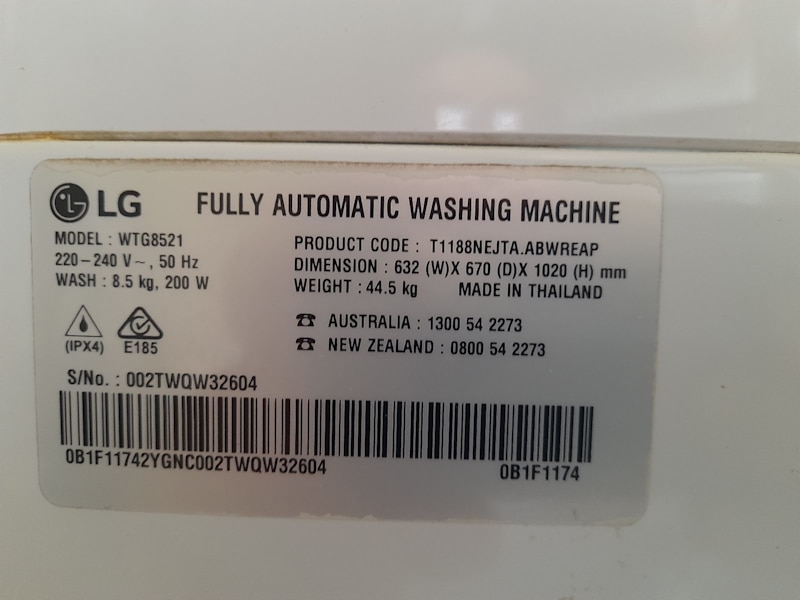 LG FULLY AUTOMATIC WASHING MACHINE
MODEL : WTG8521
220-240 V~, 50 Hz
WASH : 8.5 kg, 200 W
PRODUCT CODE : T1188NEJTA.ABWREAP
DIMENSION : 632 (W)X 670 (D)X 1020 (H) mm
WEIGHT : 44.5 kg MADE IN THAILAND
(IPX4) E185
☎ AUSTRALIA : 1300 54 2273
☎ NEW ZEALAND : 0800 54 2273
S/No. : 002TWQW32604
0B1F11742YGNC002TWQW32604 0B1F1174